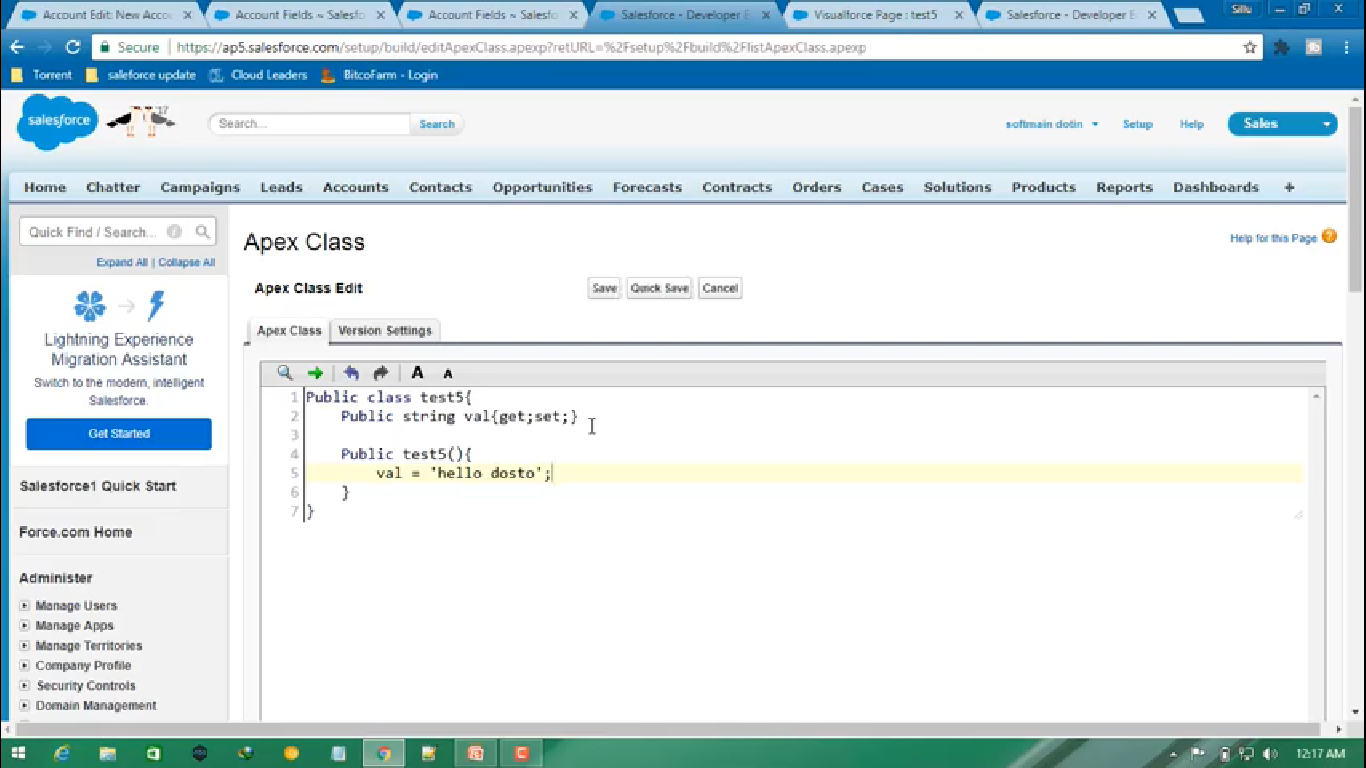 Account Edit: New Acco
Account Fields ~ Salesfo
Account Fields ~ Salesfo
Salesforce - Developer E
Visualforce Page : test5
Salesforce - Developer E
Sillu
Secure
https://ap5.salesforce.com/setup/build/editApexClass.apexp?retURL=%2Fsetup%2Fbuild%2FlistApexClass.apexp
Torrent
saleforce update
Cloud Leaders
BitcoFarm - Login
salesforce
'17
Search...
Search
softmain dotin
Setup
Help
Sales
Home
Chatter
Campaigns
Leads
Accounts
Contacts
Opportunities
Forecasts
Contracts
Orders
Cases
Solutions
Products
Reports
Dashboards
+
Quick Find / Search...
Expand All | Collapse All
Lightning Experience
Migration Assistant
Switch to the modern, intelligent
Salesforce.
Get Started
Salesforce1 Quick Start
Force.com Home
Administer
Manage Users
Manage Apps
Manage Territories
Company Profile
Security Controls
Domain Management
Apex Class
Help for this Page
Apex Class Edit
Save
Quick Save
Cancel
Apex Class
Version Settings
A A
1 Public class test5{
2 Public string val{get;set;}
3
4 Public test5(){
5 val = 'hello dosto';
6 }
7 }
12:17 AM